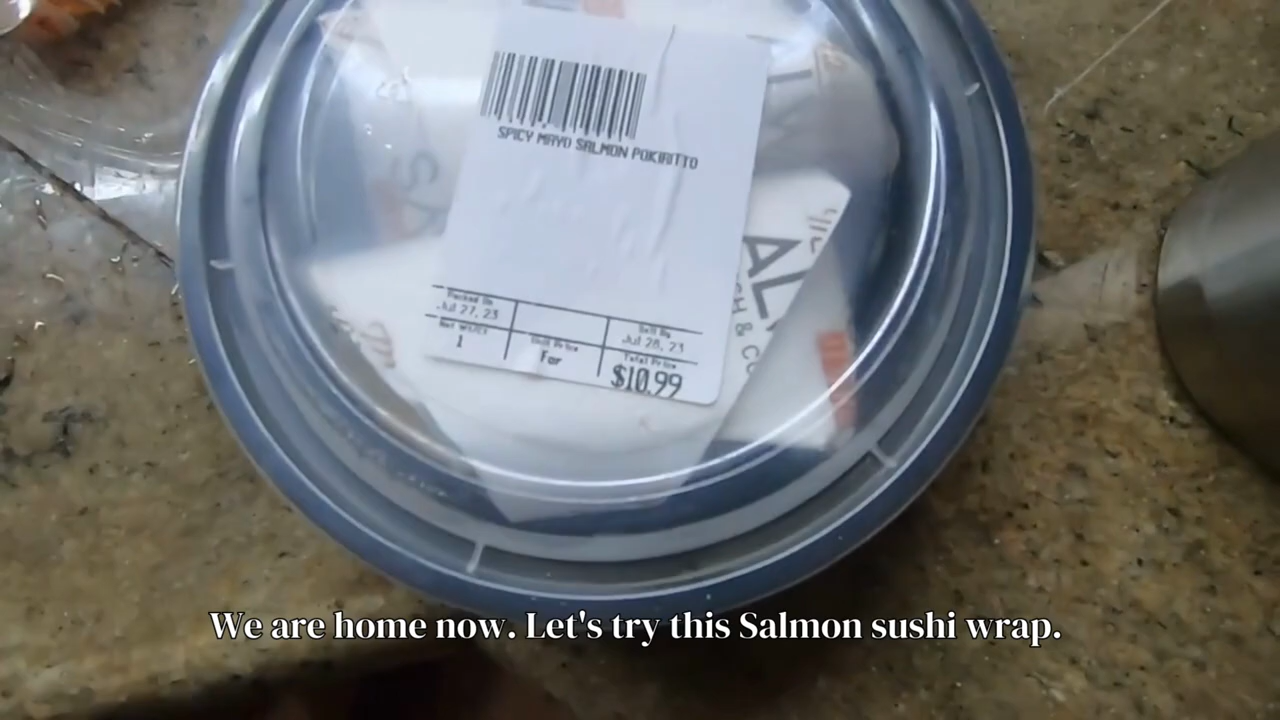 SPICY MAYO SALMON POKIRITTO
Packed On
Jul 27, 23
Sell By
Jul 28, 23
Net Wt/Ct
1
Unit Price
For
Total Price
$10.99
We are home now. Let's try this Salmon sushi wrap.